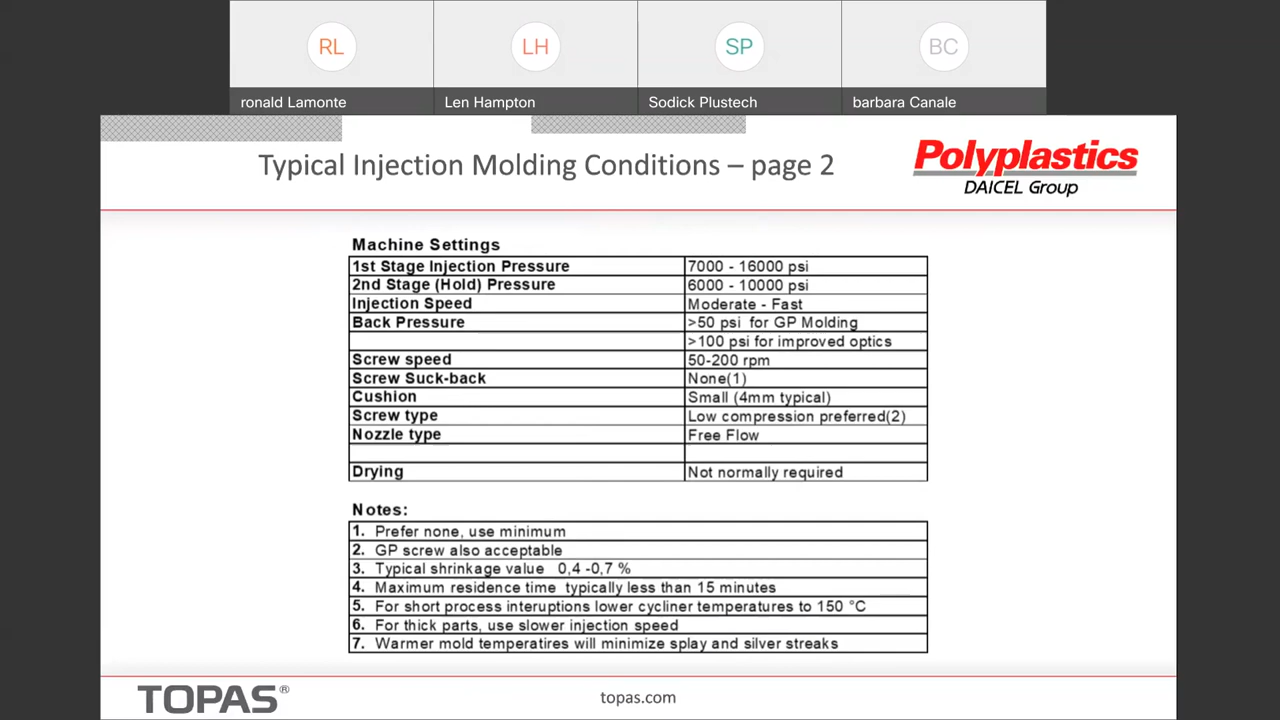 RL
LH
SP
BC
ronald Lamonte
Len Hampton
Sodick Plustech
barbara Canale
Typical Injection Molding Conditions – page 2
Polyplastics
DAICEL Group
Machine Settings
1st Stage Injection Pressure 7000 - 16000 psi
2nd Stage (Hold) Pressure 6000 - 10000 psi
Injection Speed Moderate - Fast
Back Pressure >50 psi for GP Molding
>100 psi for improved optics
Screw speed 50-200 rpm
Screw Suck-back None(1)
Cushion Small (4mm typical)
Screw type Low compression preferred(2)
Nozzle type Free Flow
Drying Not normally required
Notes:
1. Prefer none, use minimum
2. GP screw also acceptable
3. Typical shrinkage value 0,4 -0,7 %
4. Maximum residence time typically less than 15 minutes
5. For short process interuptions lower cycliner temperatures to 150 °C
6. For thick parts, use slower injection speed
7. Warmer mold temperatires will minimize splay and silver streaks
TOPAS®
topas.com